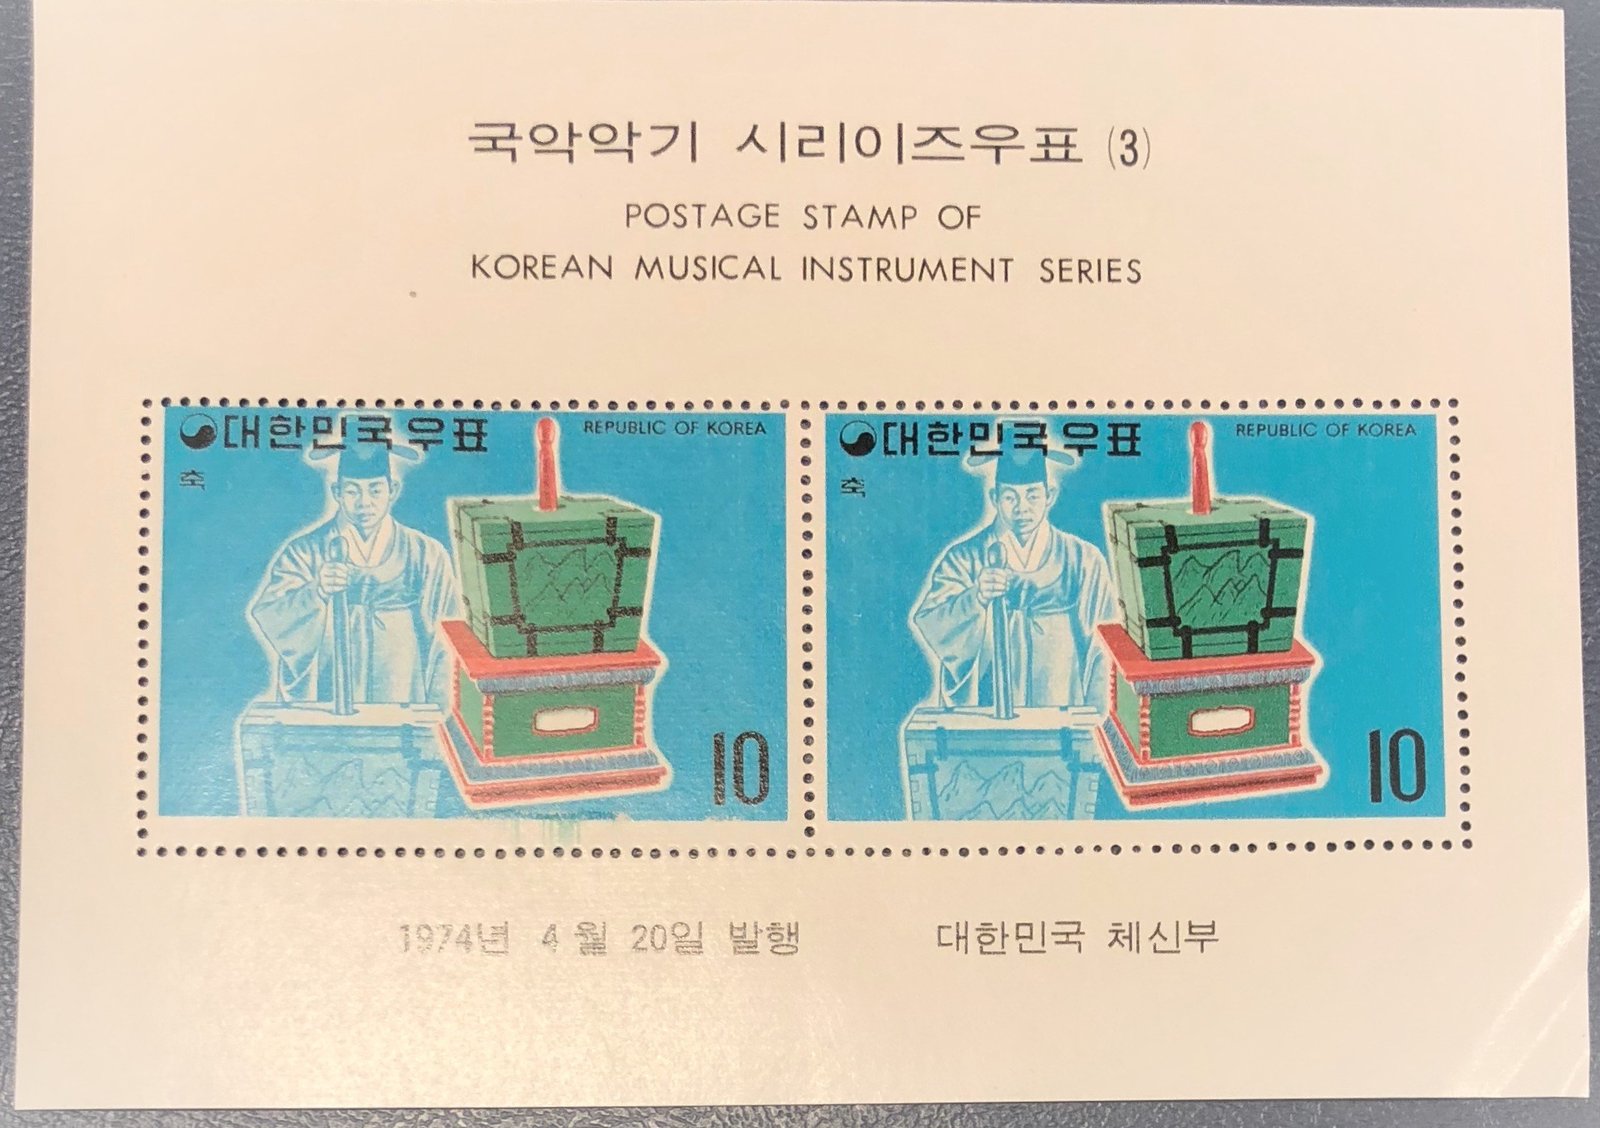 국악악기 시리이즈우표 (3)
POSTAGE STAMP OF
KOREAN MUSICAL INSTRUMENT SERIES
대한민국우표 REPUBLIC OF KOREA
축
10
대한민국우표 REPUBLIC OF KOREA
축
10
1974년 4월 20일 발행 대한민국 체신부